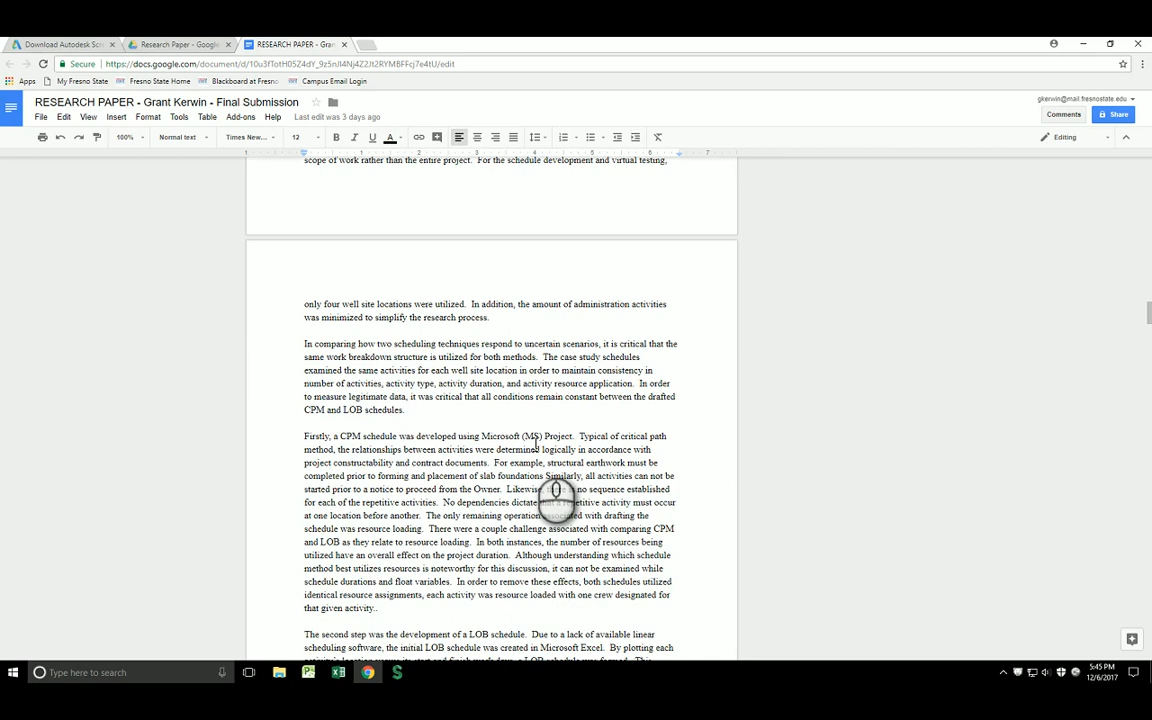 Download Autodesk Scr
Research Paper - Google
RESEARCH PAPER - Gran
Secure
https://docs.google.com/document/d/10u3fTotH05Z4dY_9z5nJl4Nj4Z2Jt2RYMBFFcj7e4tU/edit
Apps
My Fresno State
Fresno State Home
Blackboard at Fresno
Campus Email Login
RESEARCH PAPER - Grant Kerwin - Final Submission
gkerwin@mail.fresnostate.edu
File Edit View Insert Format Tools Table Add-ons Help Last edit was 3 days ago
Comments
Share
100% Normal text Times New... 12 B I U A Editing
1 1 2 3 4 5 6 7
scope of work rather than the entire project. For the schedule development and virtual testing,
only four well site locations were utilized. In addition, the amount of administration activities
was minimized to simplify the research process.
In comparing how two scheduling techniques respond to uncertain scenarios, it is critical that the
same work breakdown structure is utilized for both methods. The case study schedules
examined the same activities for each well site location in order to maintain consistency in
number of activities, activity type, activity duration, and activity resource application. In order
to measure legitimate data, it was critical that all conditions remain constant between the drafted
CPM and LOB schedules.
Firstly, a CPM schedule was developed using Microsoft (MS) Project. Typical of critical path
method, the relationships between activities were determined logically in accordance with
project constructability and contract documents. For example, structural earthwork must be
completed prior to forming and placement of slab foundations Similarly, all activities can not be
started prior to a notice to proceed from the Owner. Likewise, there is no sequence established
for each of the repetitive activities. No dependencies dictate that a repetitive activity must occur
at one location before another. The only remaining operation associated with drafting the
schedule was resource loading. There were a couple challenge associated with comparing CPM
and LOB as they relate to resource loading. In both instances, the number of resources being
utilized have an overall effect on the project duration. Although understanding which schedule
method best utilizes resources is noteworthy for this discussion, it can not be examined while
schedule durations and float variables. In order to remove these effects, both schedules utilized
identical resource assignments, each activity was resource loaded with one crew designated for
that given activity..
The second step was the development of a LOB schedule. Due to a lack of available linear
scheduling software, the initial LOB schedule was created in Microsoft Excel. By plotting each
Type here to search
5:45 PM
12/6/2017